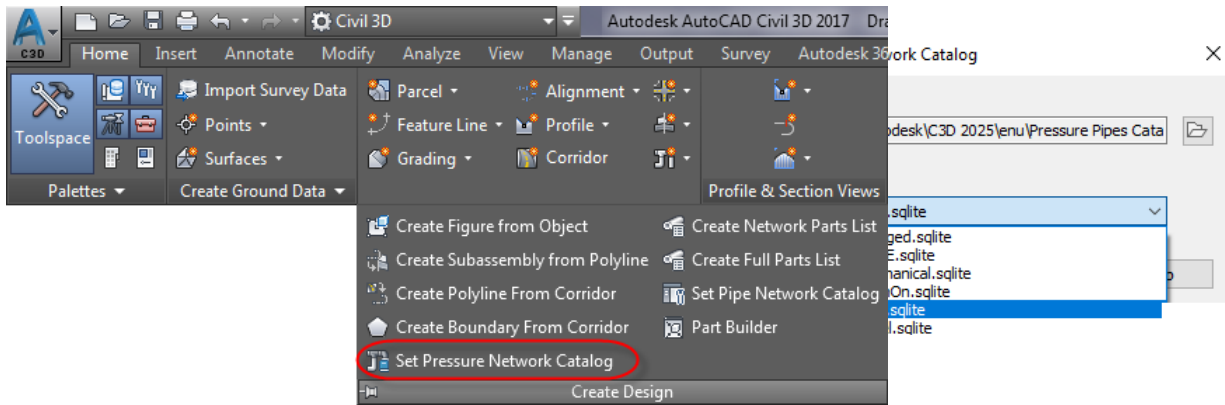 Civil 3D
Autodesk AutoCAD Civil 3D 2017 Dra
C3D
Home Insert Annotate Modify Analyze View Manage Output Survey Autodesk 36
work Catalog
Toolspace
Import Survey Data
Points
Surfaces
Parcel
Feature Line
Grading
Alignment
Profile
Corridor
odesk\C3D 2025\enu\Pressure Pipes Cata
Palettes
Create Ground Data
Profile & Section Views
.sqlite
ged.sqlite
E.sqlite
hanical.sqlite
On.sqlite
.sqlite
l.sqlite
Create Figure from Object
Create Subassembly from Polyline
Create Polyline From Corridor
Create Boundary From Corridor
Set Pressure Network Catalog
Create Network Parts List
Create Full Parts List
Set Pipe Network Catalog
Part Builder
Create Design